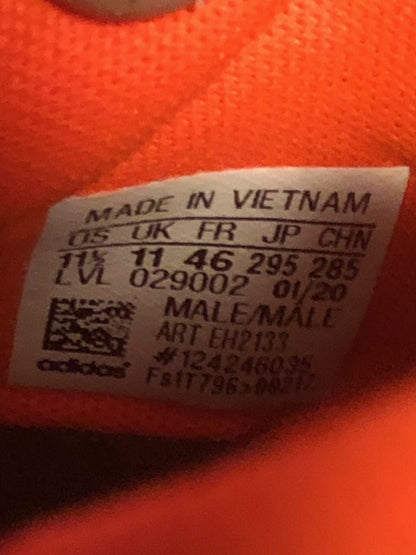 MADE IN VIETNAM
US UK FR JP CHN
11½ 11 46 295 285
LVL 029002 01/20
MALE/MALE
ART EH2133
#124246035
adidas